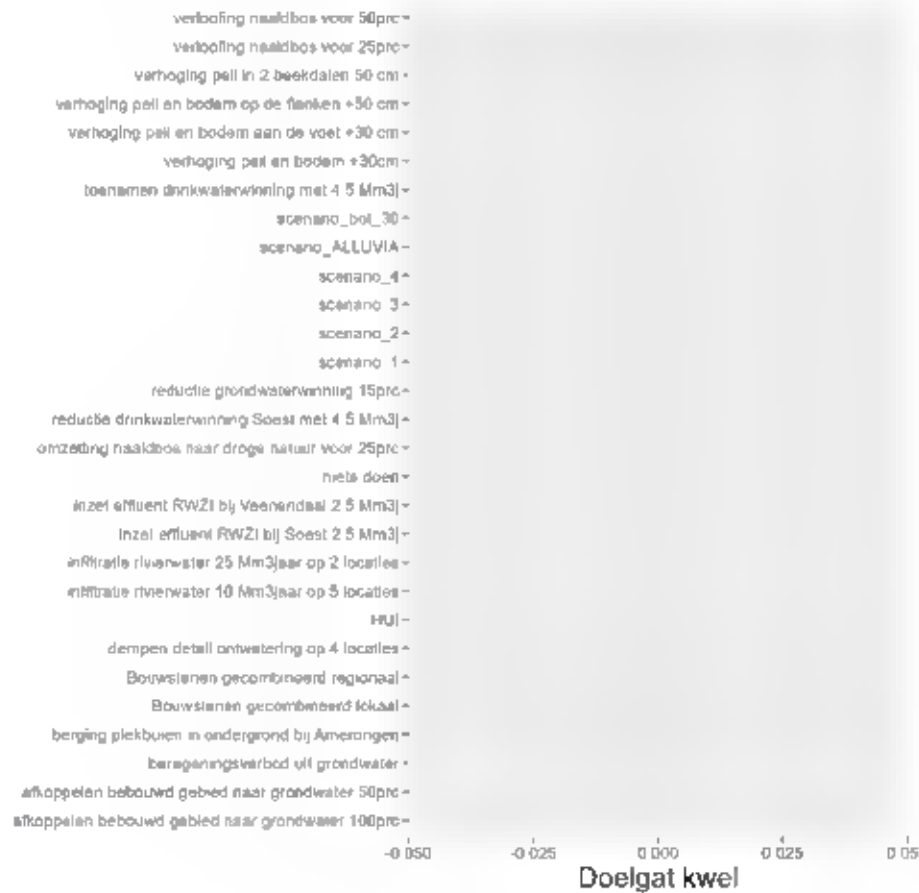 verloofing naaldbos voor 50prc
verloofing naaldbos voor 25prc
verhoging peil in 2 beekdalen 50 cm
verhoging peil en bodem op de flanken +50 cm
verhoging peil en bodem aan de voet +30 cm
verhoging peil en bodem +30cm
toenamen drinkwaterwinning met 4 5 Mm3j
scenario_bot_30
scenario_ALLUVIA
scenario_4
scenario_3
scenario_2
scenario_1
reductie grondwaterwinning 15prc
reductie drinkwaterwinning Soest met 4 5 Mm3j
omzetting naaldbos naar droge natuur voor 25prc
niets doen
inzet effluent RWZI bij Veenendaal 2 5 Mm3j
inzet effluent RWZI bij Soest 2 5 Mm3j
infiltratie rivierwater 25 Mm3jaar op 2 locaties
infiltratie rivierwater 10 Mm3jaar op 5 locaties
HUI
dempen detail ontwatering op 4 locaties
Bouwstenen gecombineerd regionaal
Bouwstenen gecombineerd lokaal
berging piekbuien in ondergrond bij Amerongen
beregeningsverbod uit grondwater
afkoppelen bebouwd gebied naar grondwater 50prc
afkoppelen bebouwd gebied naar grondwater 100prc
-0 050 -0 025 0 000 0 025 0 05
Doelgat kwel